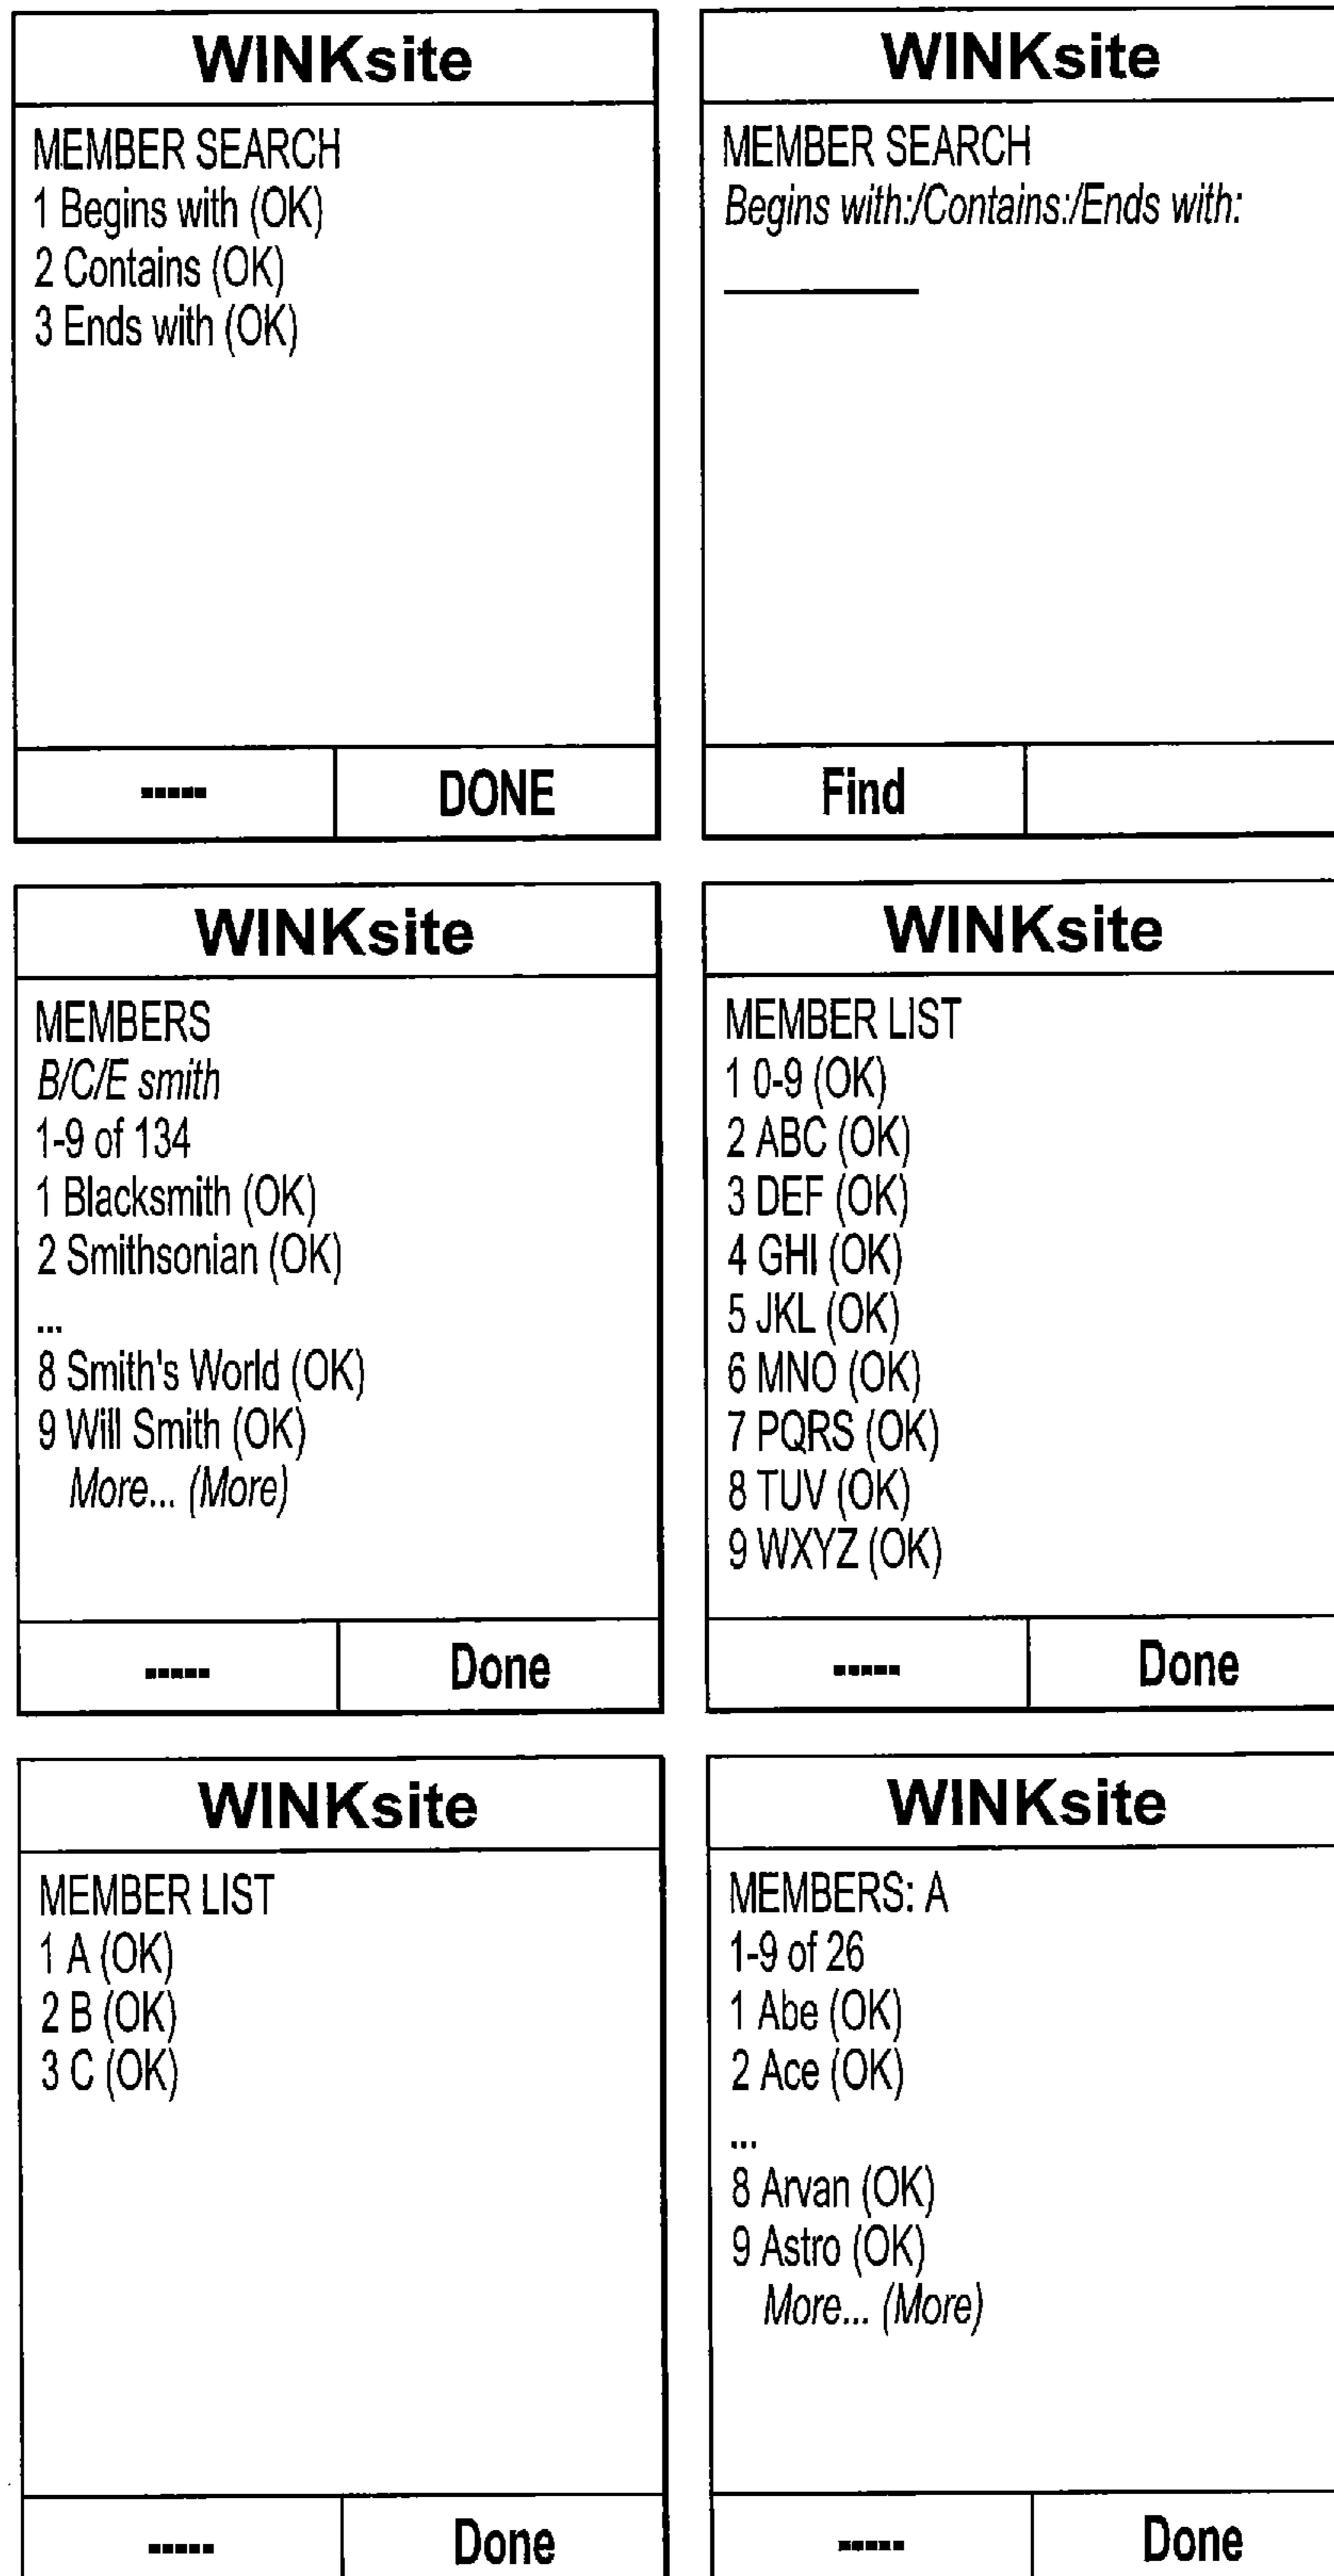 WINKsite
MEMBER SEARCH
1 Begins with (OK)
2 Contains (OK)
3 Ends with (OK)
----- DONE
WINKsite
MEMBER SEARCH
Begins with:/Contains:/Ends with:
Find
WINKsite
MEMBERS
B/C/E smith
1-9 of 134
1 Blacksmith (OK)
2 Smithsonian (OK)
...
8 Smith's World (OK)
9 Will Smith (OK)
More... (More)
----- Done
WINKsite
MEMBER LIST
1 0-9 (OK)
2 ABC (OK)
3 DEF (OK)
4 GHI (OK)
5 JKL (OK)
6 MNO (OK)
7 PQRS (OK)
8 TUV (OK)
9 WXYZ (OK)
----- Done
WINKsite
MEMBER LIST
1 A (OK)
2 B (OK)
3 C (OK)
----- Done
WINKsite
MEMBERS: A
1-9 of 26
1 Abe (OK)
2 Ace (OK)
...
8 Arvan (OK)
9 Astro (OK)
More... (More)
----- Done